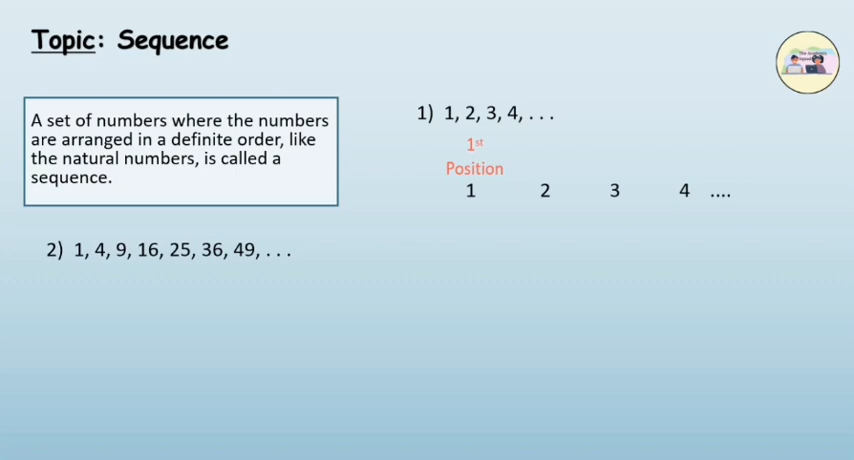 Topic: Sequence
A set of numbers where the numbers
are arranged in a definite order, like
the natural numbers, is called a
sequence.
1) 1, 2, 3, 4, . . .
1st
Position
1 2 3 4 ....
2) 1, 4, 9, 16, 25, 36, 49, . . .